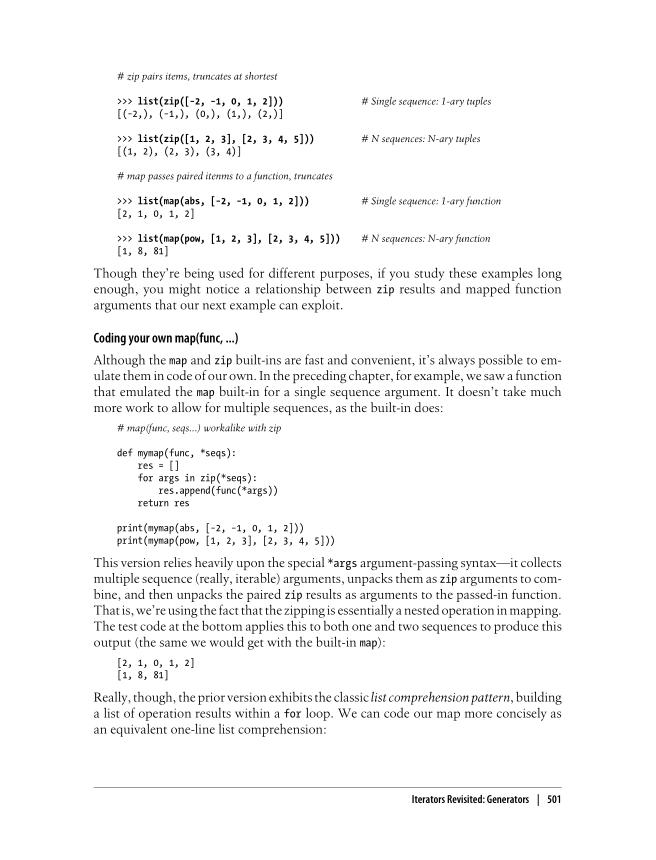 # zip pairs items, truncates at shortest
>>> list(zip([-2, -1, 0, 1, 2])) # Single sequence: 1-ary tuples
[(-2,), (-1,), (0,), (1,), (2,)]
>>> list(zip([1, 2, 3], [2, 3, 4, 5])) # N sequences: N-ary tuples
[(1, 2), (2, 3), (3, 4)]
# map passes paired itenms to a function, truncates
>>> list(map(abs, [-2, -1, 0, 1, 2])) # Single sequence: 1-ary function
[2, 1, 0, 1, 2]
>>> list(map(pow, [1, 2, 3], [2, 3, 4, 5])) # N sequences: N-ary function
[1, 8, 81]
Though they're being used for different purposes, if you study these examples long
enough, you might notice a relationship between zip results and mapped function
arguments that our next example can exploit.
Coding your own map(func, ...)
Although the map and zip built-ins are fast and convenient, it's always possible to em-
ulate them in code of our own. In the preceding chapter, for example, we saw a function
that emulated the map built-in for a single sequence argument. It doesn't take much
more work to allow for multiple sequences, as the built-in does:
# map(func, seqs...) workalike with zip
def mymap(func, *seqs):
    res = []
    for args in zip(*seqs):
        res.append(func(*args))
    return res
print(mymap(abs, [-2, -1, 0, 1, 2]))
print(mymap(pow, [1, 2, 3], [2, 3, 4, 5]))
This version relies heavily upon the special *args argument-passing syntax—it collects
multiple sequence (really, iterable) arguments, unpacks them as zip arguments to com-
bine, and then unpacks the paired zip results as arguments to the passed-in function.
That is, we're using the fact that the zipping is essentially a nested operation in mapping.
The test code at the bottom applies this to both one and two sequences to produce this
output (the same we would get with the built-in map):
[2, 1, 0, 1, 2]
[1, 8, 81]
Really, though, the prior version exhibits the classic list comprehension pattern, building
a list of operation results within a for loop. We can code our map more concisely as
an equivalent one-line list comprehension:
Iterators Revisited: Generators | 501